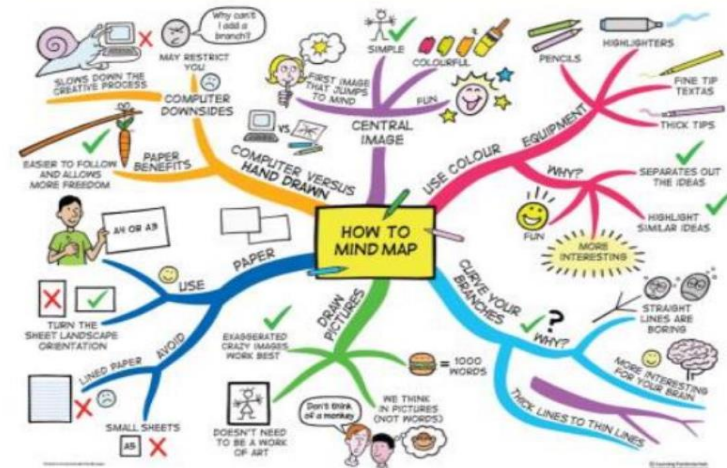 HOW TO
MIND MAP
CENTRAL
IMAGE
SIMPLE
COLOURFUL
FUN
FIRST IMAGE
THAT JUMPS
TO MIND
USE COLOUR
EQUIPMENT
PENCILS
HIGHLIGHTERS
FINE TIP
TEXTAS
THICK TIPS
WHY?
SEPARATES OUT
THE IDEAS
HIGHLIGHT
SIMILAR IDEAS
MORE
INTERESTING
FUN
CURVE YOUR
BRANCHES
?
WHY?
STRAIGHT
LINES ARE
BORING
MORE INTERESTING
FOR YOUR BRAIN
THICK LINES TO THIN LINES
DRAW
PICTURES
= 1000
WORDS
WE THINK
IN PICTURES
(NOT WORDS)
Don't think
of a monkey
DOESN'T NEED
TO BE A WORK
OF ART
EXAGGERATED
CRAZY IMAGES
WORK BEST
PAPER
USE
A4 OR A3
TURN THE
SHEET LANDSCAPE
ORIENTATION
AVOID
LINED PAPER
SMALL SHEETS
A5
COMPUTER VERSUS
HAND DRAWN
VS
PAPER
BENEFITS
EASIER TO FOLLOW
AND ALLOWS
MORE FREEDOM
COMPUTER
DOWNSIDES
SLOWS DOWN THE
CREATIVE PROCESS
MAY RESTRICT
YOU
Why can't
I add a
branch?